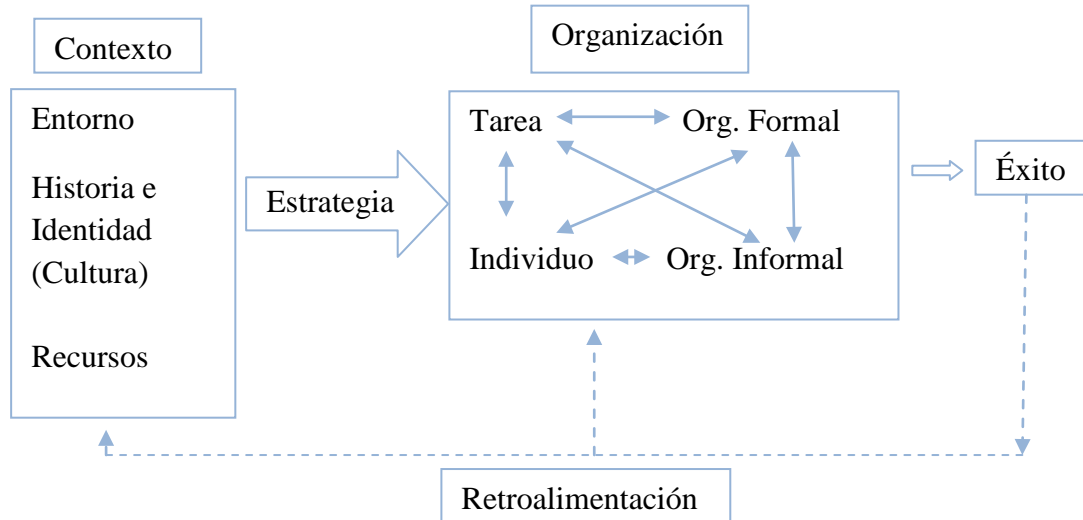 Contexto
Organización
Entorno
Historia e
Identidad
(Cultura)
Recursos
Estrategia
Tarea
Org. Formal
Individuo
Org. Informal
Éxito
Retroalimentación